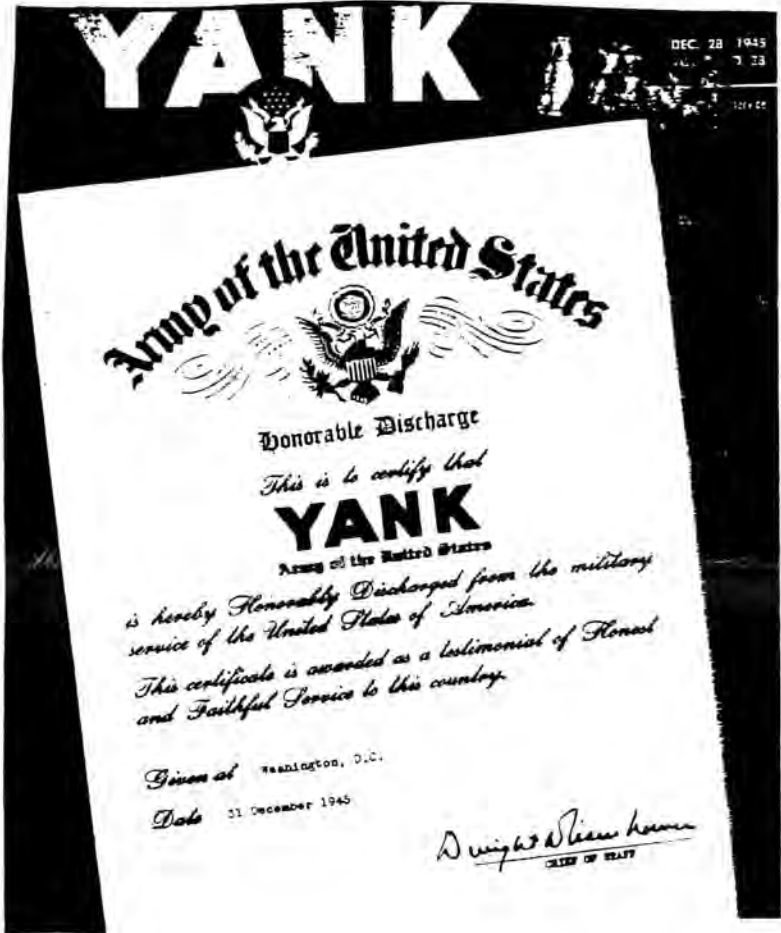 YANK
DEC. 28 1945
Army of the United States
Honorable Discharge
This is to certify that
YANK
Army of the United States
is hereby Honorably Discharged from the military
service of the United States of America.
This certificate is awarded as a testimonial of Honest
and Faithful Service to this country.
Given at Washington, D.C.
Date 31 December 1945
Dwight D Eisenhower
CHIEF OF STAFF